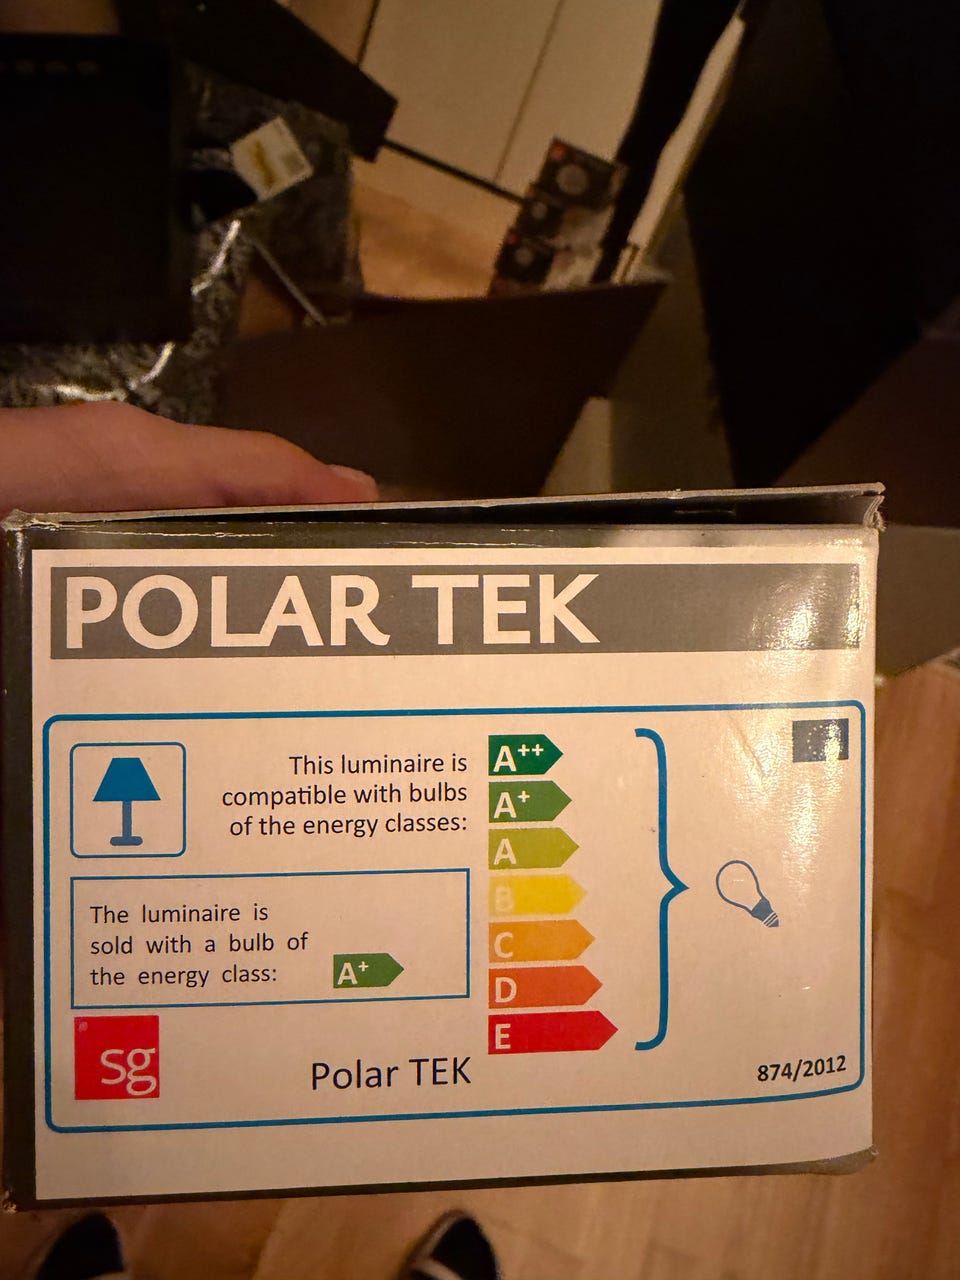 POLAR TEK
This luminaire is
compatible with bulbs
of the energy classes:
A++
A+
A
B
C
D
E
The luminaire is
sold with a bulb of
the energy class:
A+
sg
Polar TEK
874/2012